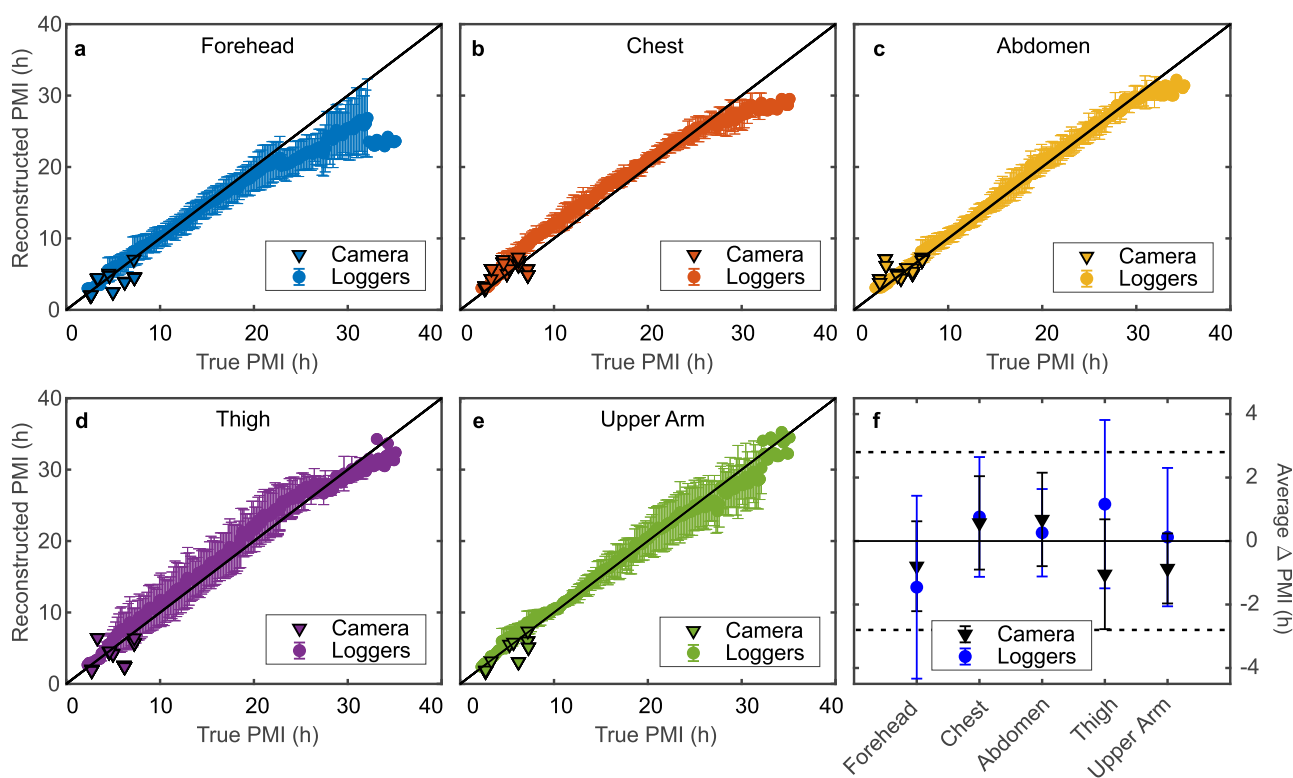 a Forehead
Reconstructed PMI (h)
40
30
20
10
0
Camera
Loggers
0 10 20 30 40
True PMI (h)
b Chest
Camera
Loggers
0 10 20 30 40
True PMI (h)
c Abdomen
Camera
Loggers
0 10 20 30 40
True PMI (h)
d Thigh
Reconstructed PMI (h)
40
30
20
10
0
Camera
Loggers
0 10 20 30 40
True PMI (h)
e Upper Arm
Camera
Loggers
0 10 20 30 40
True PMI (h)
f
4
2
0
-2
-4
Average Δ PMI (h)
Camera
Loggers
Forehead
Chest
Abdomen
Thigh
Upper Arm